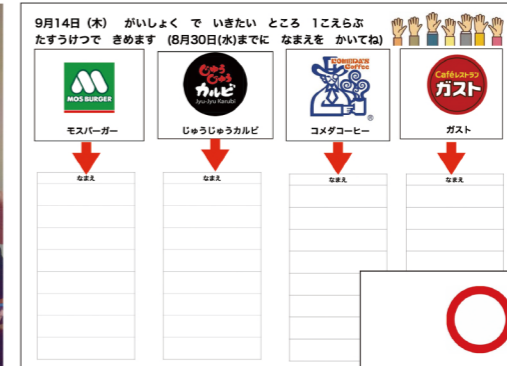 9月14日（木） がいしょく で いきたい ところ 1こえらぶ
たすうけつで きめます （8月30日(水)までに なまえを かいてね）
MOS BURGER
じゅうじゅう
カルビ
Jyu-Jyu Karubi
KOMEDA'S
Coffee
®
Caféレストラン
ガスト
モスバーガー
じゅうじゅうカルビ
コメダコーヒー
ガスト
なまえ
なまえ
なまえ
なまえ